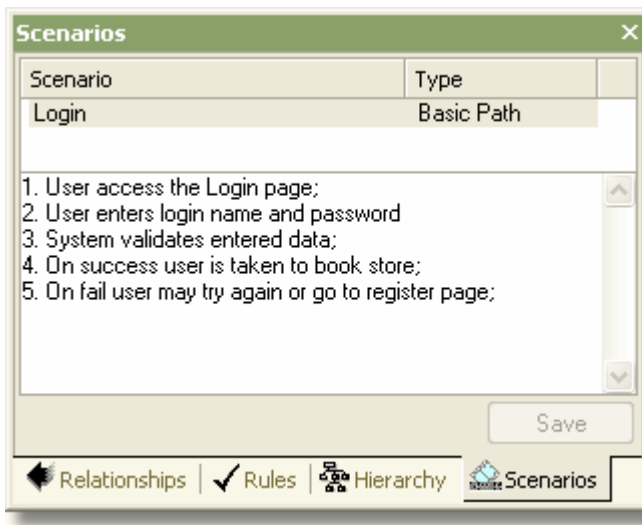 Scenarios
Scenario Type
Login Basic Path
1. User access the Login page;
2. User enters login name and password
3. System validates entered data;
4. On success user is taken to book store;
5. On fail user may try again or go to register page;
Save
Relationships Rules Hierarchy Scenarios